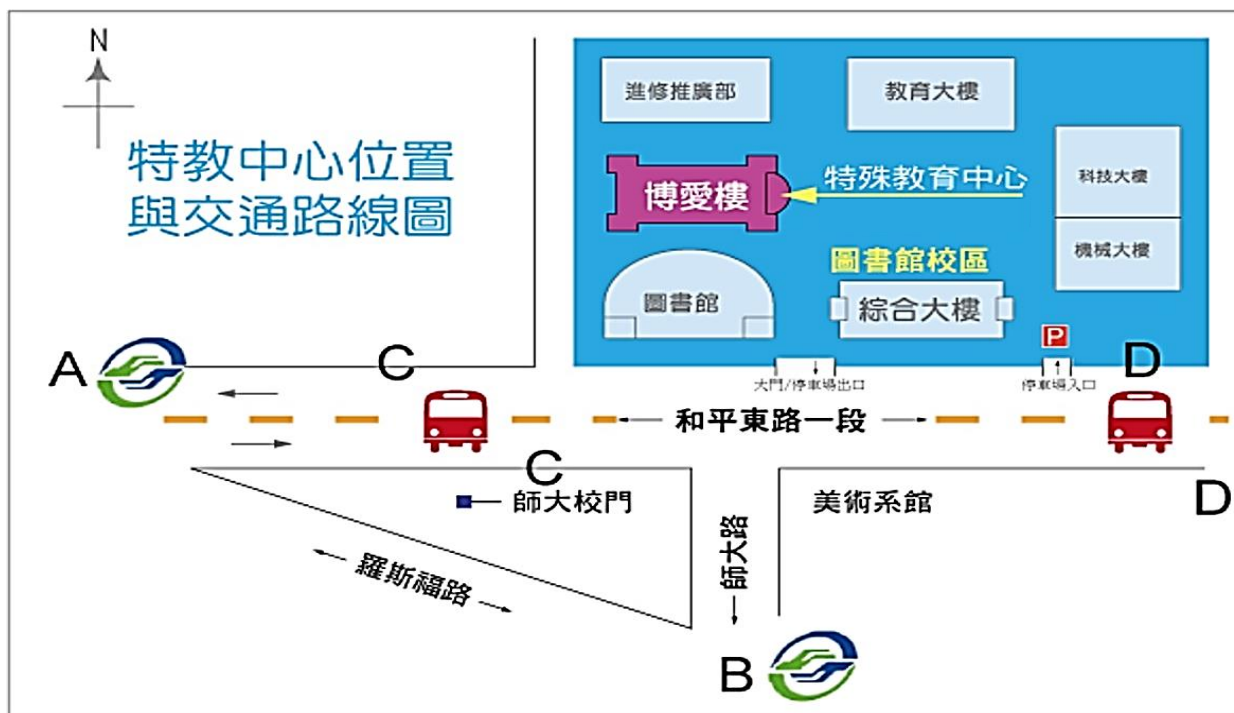 N
特教中心位置
與交通路線圖
進修推廣部
教育大樓
博愛樓
特殊教育中心
科技大樓
機械大樓
圖書館校區
圖書館
綜合大樓
P
A
C
D
大門/停車場出口
停車場入口
和平東路一段
C
D
師大校門
美術系館
羅斯福路
師大路
B